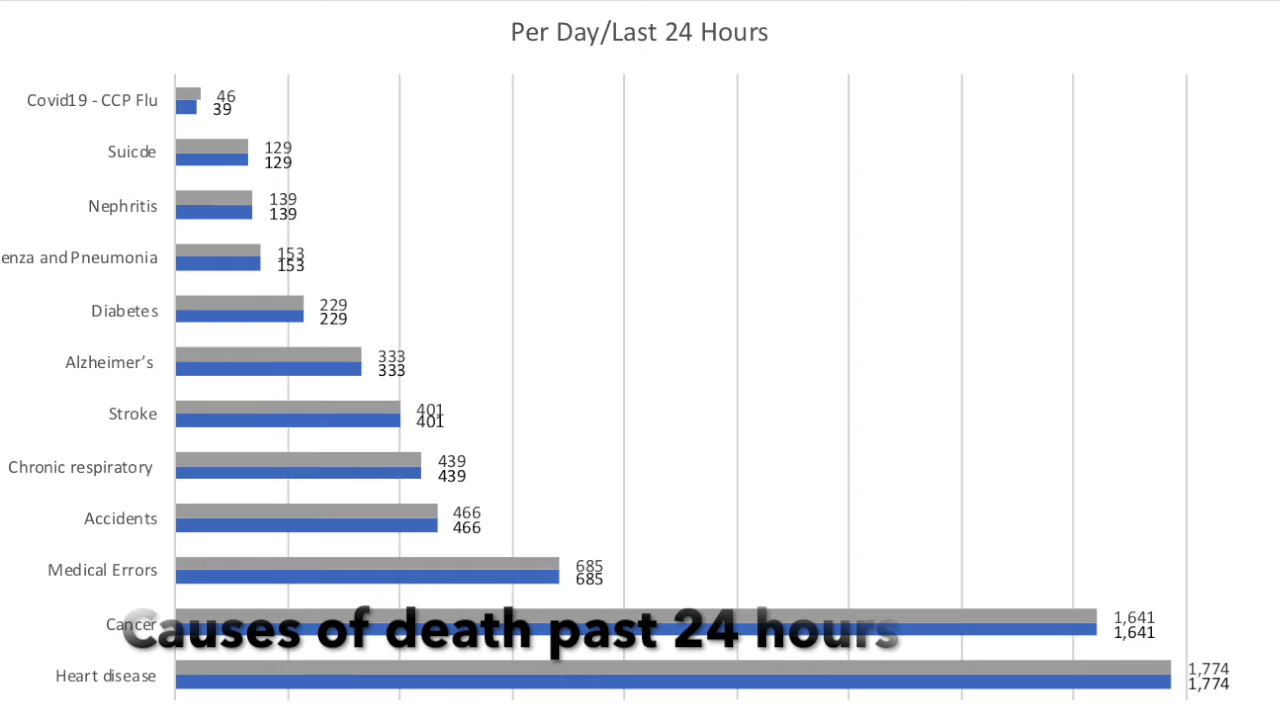 Per Day/Last 24 Hours
Covid19 - CCP Flu
46
39
Suicde
129
129
Nephritis
139
139
enza and Pneumonia
153
153
Diabetes
229
229
Alzheimer’s
333
333
Stroke
401
401
Chronic respiratory
439
439
Accidents
466
466
Medical Errors
685
685
Cancer
1,641
1,641
Causes of death past 24 hours
Heart disease
1,774
1,774